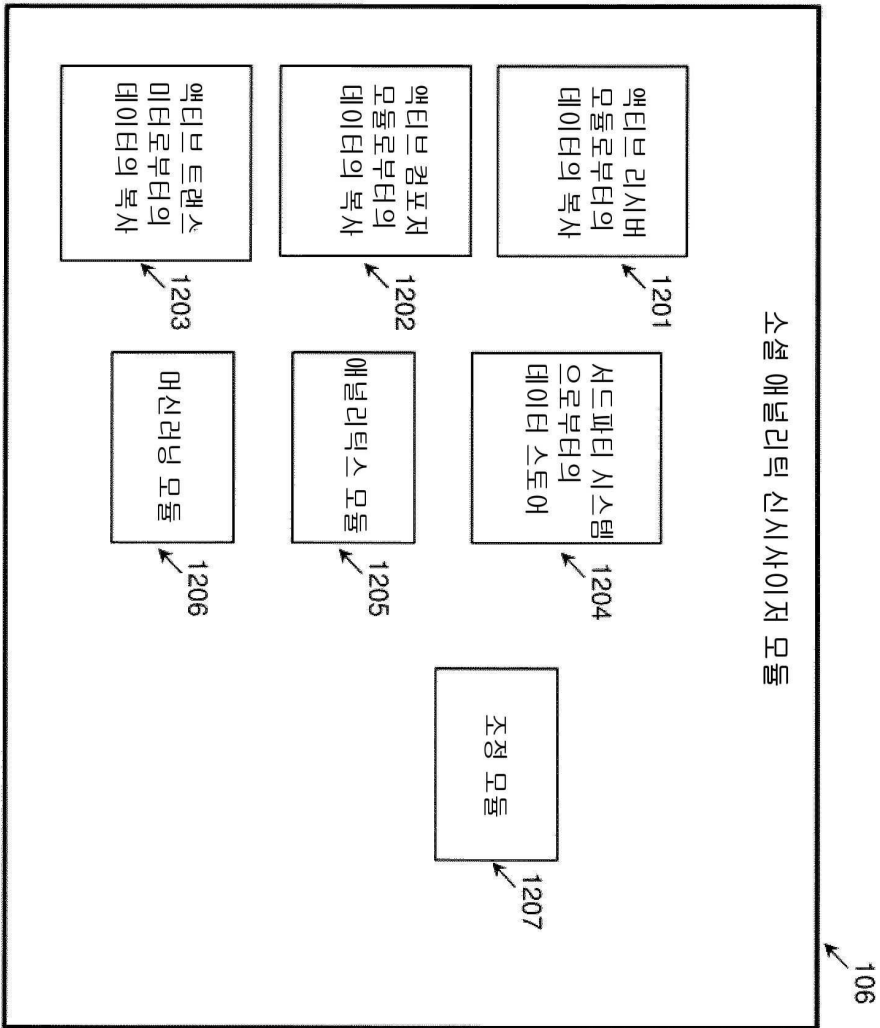 106
소셜 애널리틱 신시사이저 모듈
액티브 리시버
모듈로부터의
데이터의 복사
1201
액티브 컴포저
모듈로부터의
데이터의 복사
1202
액티브 트랜스
미터로부터의
데이터의 복사
1203
서드파티 시스템
으로부터의
데이터 스토어
1204
애널리틱스 모듈
1205
머신러닝 모듈
1206
조정 모듈
1207